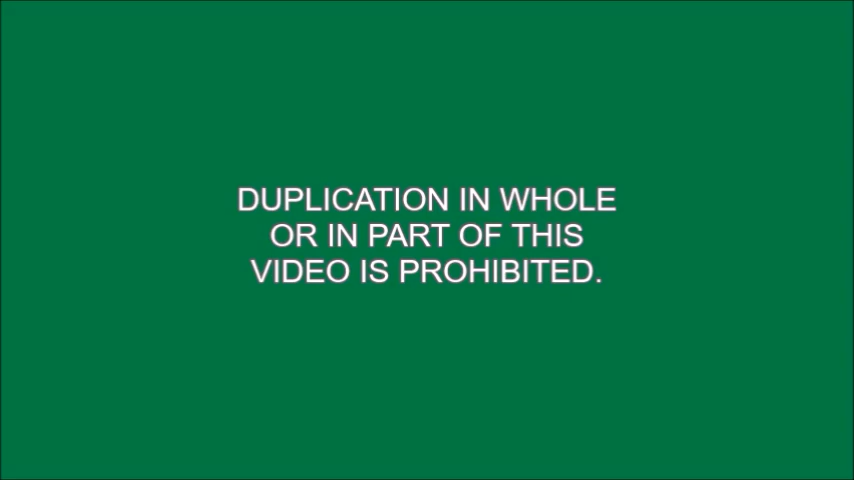 DUPLICATION IN WHOLE
OR IN PART OF THIS
VIDEO IS PROHIBITED.